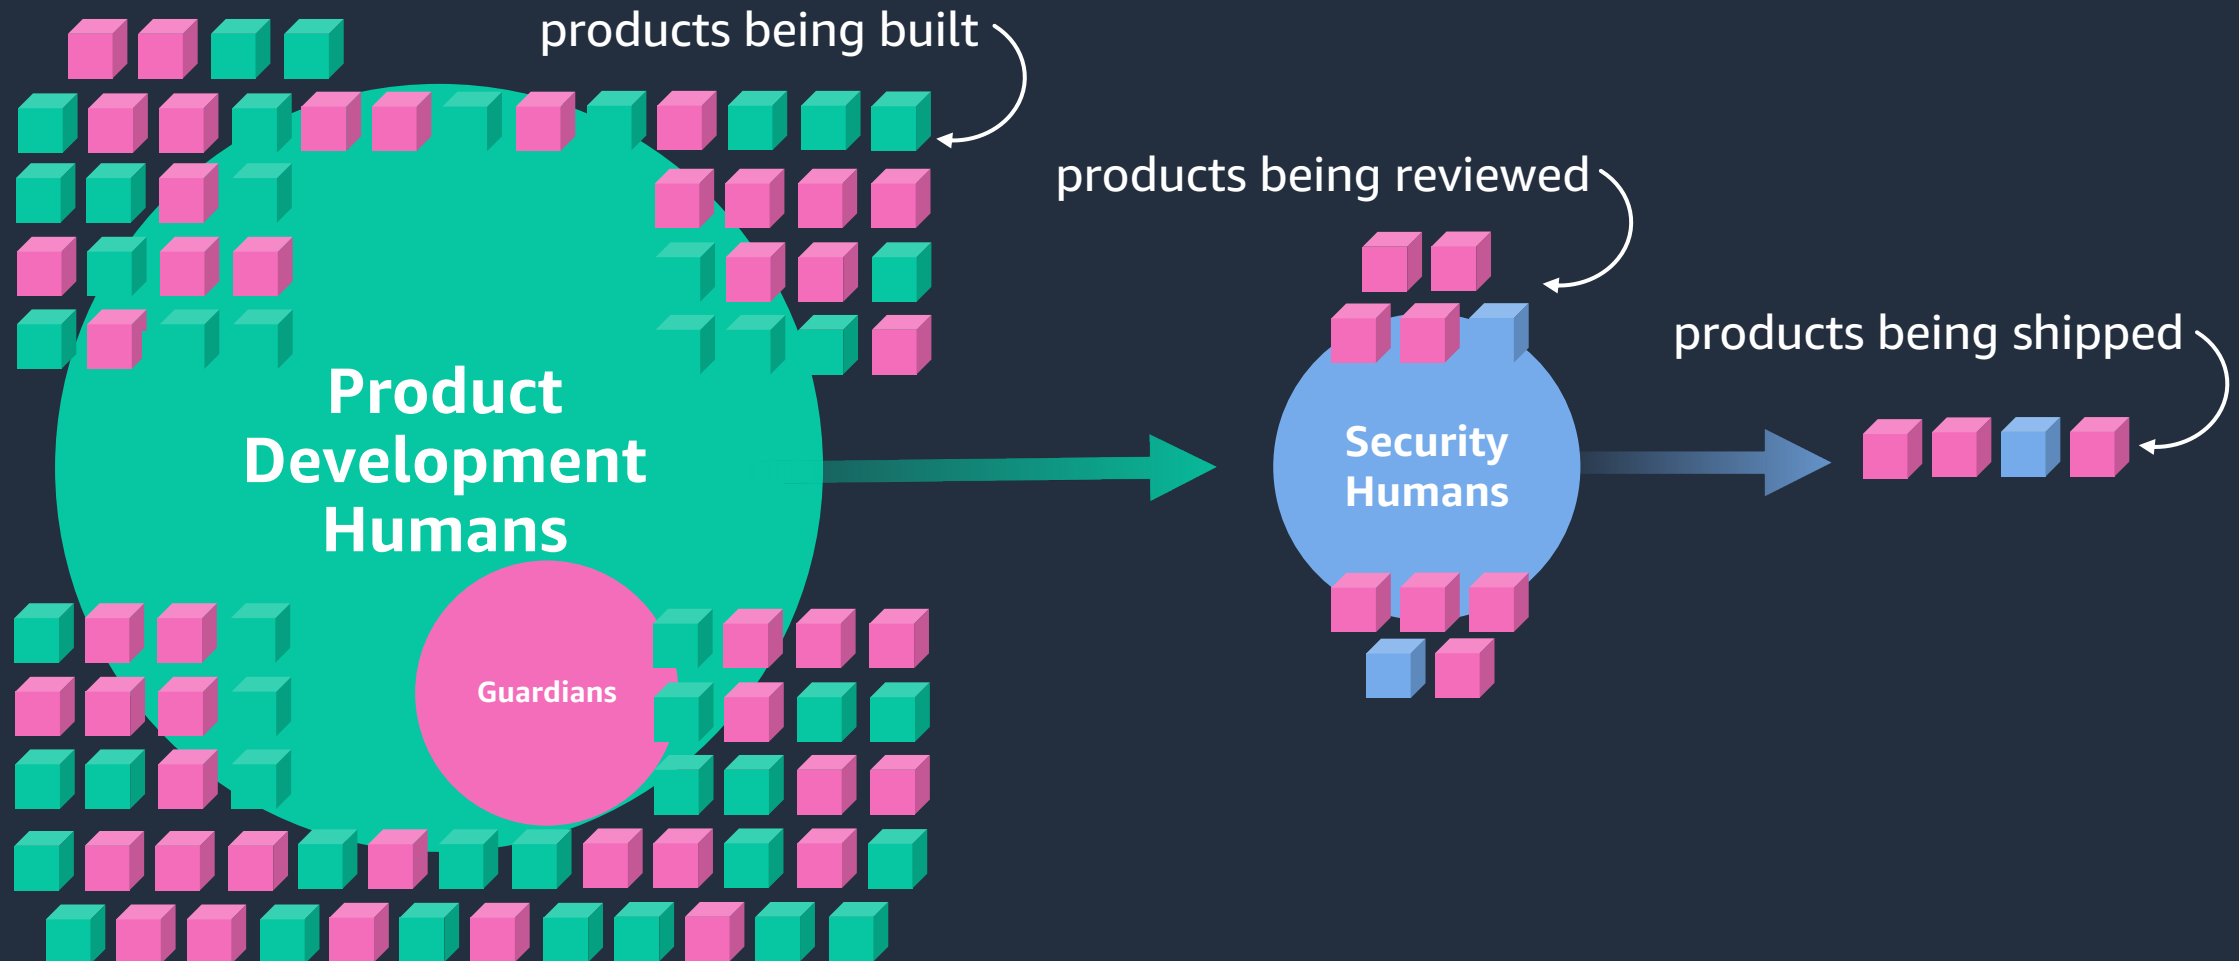 products being built
products being reviewed
products being shipped
Product
Development
Humans
Security
Humans
Guardians